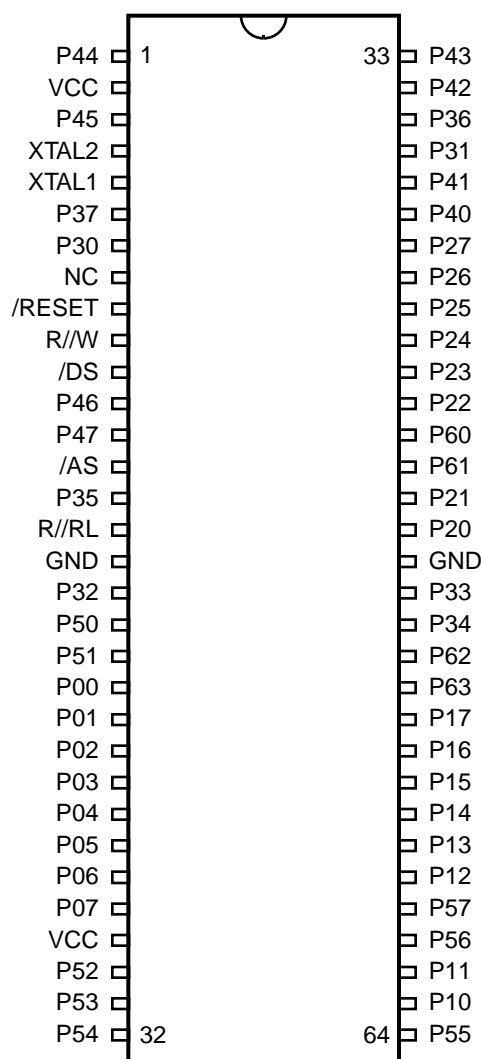 P44 1 33 P43
VCC P42
P45 P36
XTAL2 P31
XTAL1 P41
P37 P40
P30 P27
NC P26
/RESET P25
R//W P24
/DS P23
P46 P22
P47 P60
/AS P61
P35 P21
R//RL P20
GND GND
P32 P33
P50 P34
P51 P62
P00 P63
P01 P17
P02 P16
P03 P15
P04 P14
P05 P13
P06 P12
P07 P57
VCC P56
P52 P11
P53 P10
P54 32 64 P55